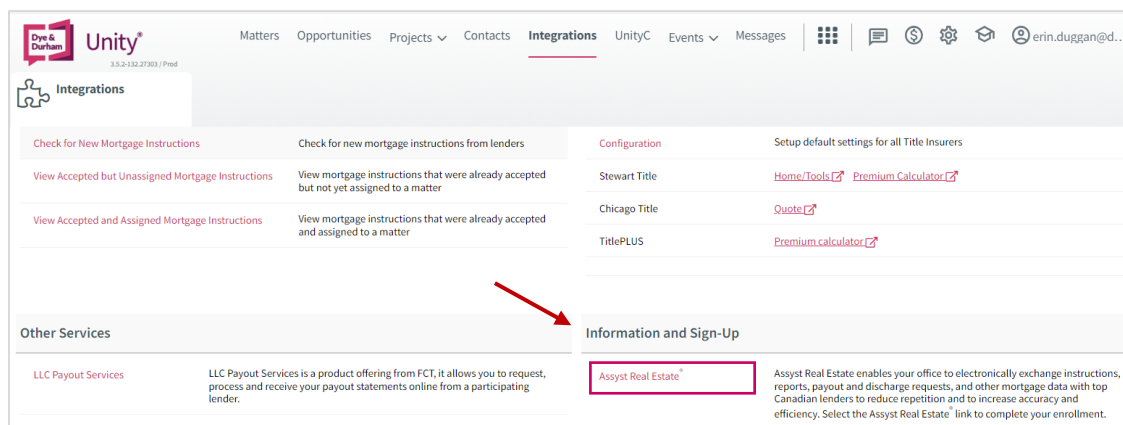 Dye &
Durham
Unity®
3.5.2-132.27303 / Prod
Matters Opportunities Projects Contacts Integrations UnityC Events Messages erin.duggan@d...
Integrations
Check for New Mortgage Instructions
Check for new mortgage instructions from lenders
View Accepted but Unassigned Mortgage Instructions
View mortgage instructions that were already accepted
but not yet assigned to a matter
View Accepted and Assigned Mortgage Instructions
View mortgage instructions that were already accepted
and assigned to a matter
Configuration
Setup default settings for all Title Insurers
Stewart Title
Home/Tools Premium Calculator
Chicago Title
Quote
TitlePLUS
Premium calculator
Other Services
LLC Payout Services
LLC Payout Services is a product offering from FCT, it allows you to request,
process and receive your payout statements online from a participating
lender.
Information and Sign-Up
Assyst Real Estate®
Assyst Real Estate enables your office to electronically exchange instructions,
reports, payout and discharge requests, and other mortgage data with top
Canadian lenders to reduce repetition and to increase accuracy and
efficiency. Select the Assyst Real Estate® link to complete your enrollment.